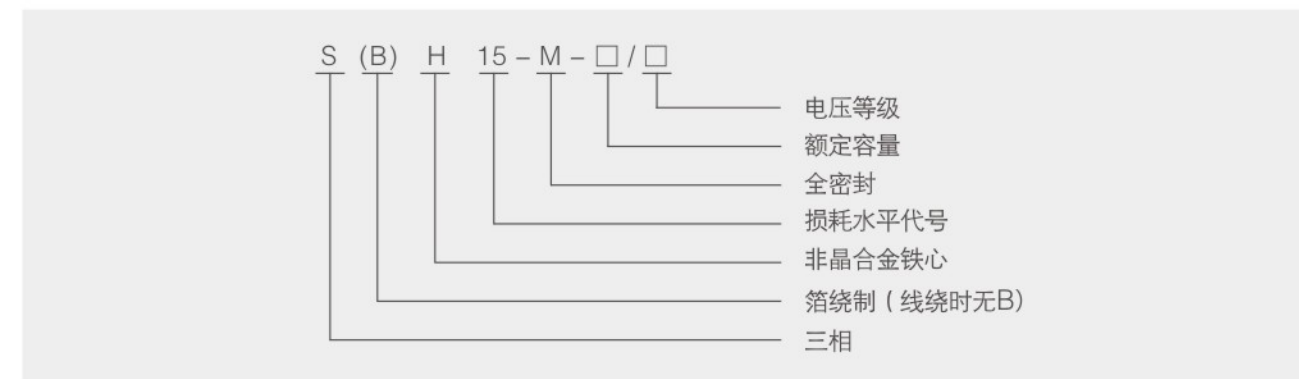 S (B) H 15-M-□/□
电压等级
额定容量
全密封
损耗水平代号
非晶合金铁心
箔绕制（线绕时无B）
三相